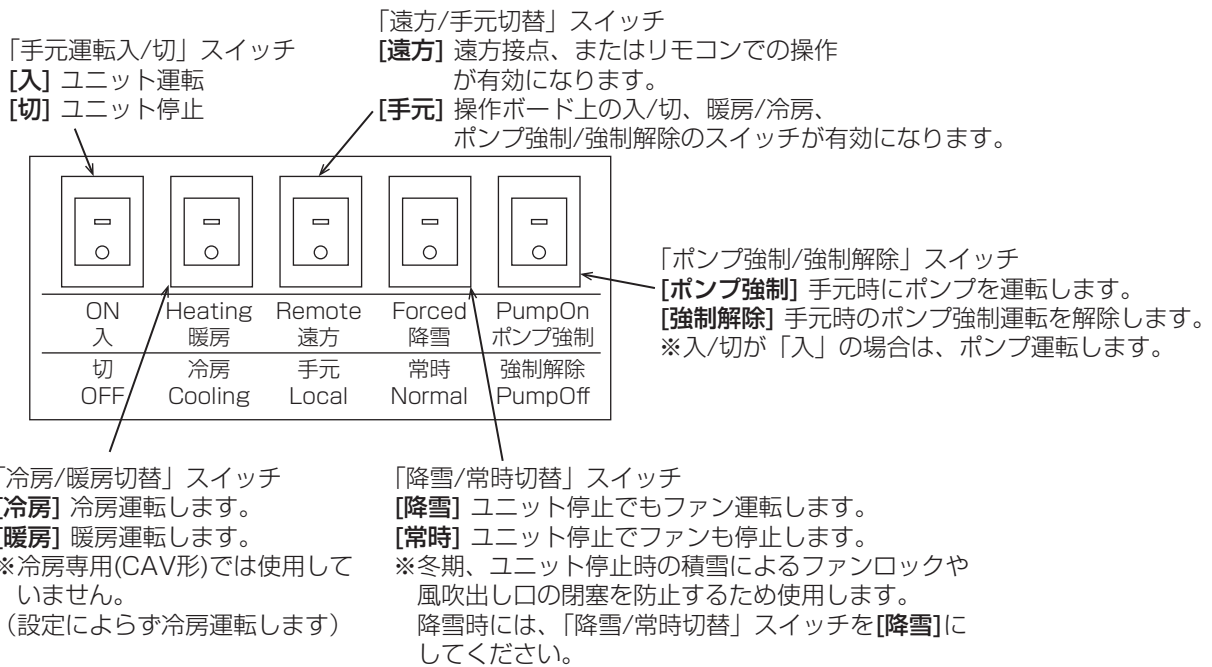 「遠方/手元切替」スイッチ
[遠方] 遠方接点、またはリモコンでの操作
が有効になります。
[手元] 操作ボード上の入/切、暖房/冷房、
ポンプ強制/強制解除のスイッチが有効になります。
「手元運転入/切」スイッチ
[入] ユニット運転
[切] ユニット停止
ON Heating Remote Forced PumpOn
入 暖房 遠方 降雪 ポンプ強制
切 冷房 手元 常時 強制解除
OFF Cooling Local Normal PumpOff
「ポンプ強制/強制解除」スイッチ
[ポンプ強制] 手元時にポンプを運転します。
[強制解除] 手元時のポンプ強制運転を解除します。
※入/切が「入」の場合は、ポンプ運転します。
「冷房/暖房切替」スイッチ
[冷房] 冷房運転します。
[暖房] 暖房運転します。
※冷房専用(CAV形)では使用して
いません。
(設定によらず冷房運転します)
「降雪/常時切替」スイッチ
[降雪] ユニット停止でもファン運転します。
[常時] ユニット停止でファンも停止します。
※冬期、ユニット停止時の積雪によるファンロックや
風吹出し口の閉塞を防止するため使用します。
降雪時には、「降雪/常時切替」スイッチを[降雪]に
してください。